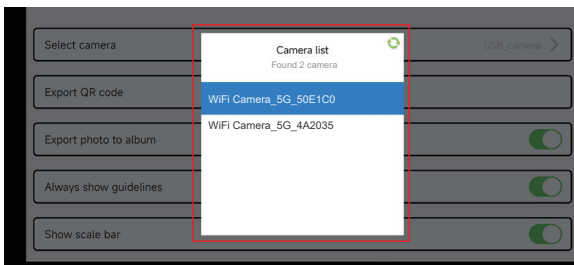 Select camera
USB_camera
Camera list
Found 2 camera
Export QR code
WiFi Camera_5G_50E1C0
WiFi Camera_5G_4A2035
Export photo to album
Always show guidelines
Show scale bar